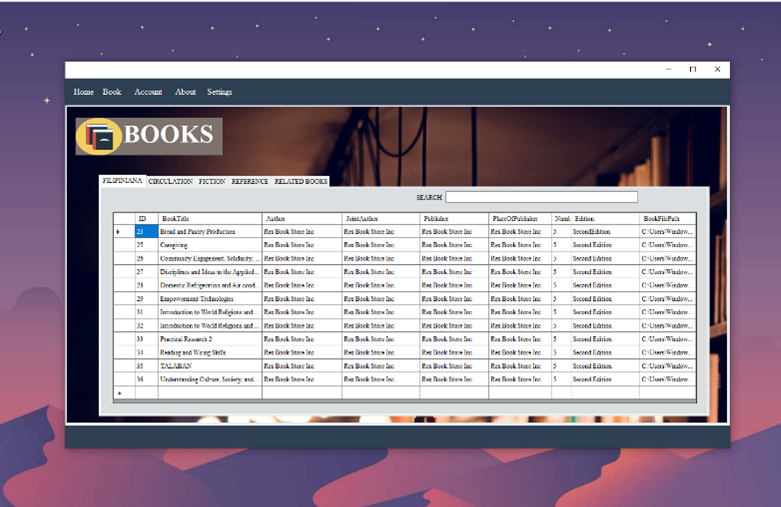 Home Book Account About Settings
BOOKS
FILIPINIANA CIRCULATION FICTION REFERENCE RELATED BOOKS
SEARCH
ID BookTitle Author JointAuthor Publisher PlaceOfPublisher Numl Edition BookFilePath
23 Bread and Pastry Production Rex Book Store Inc Rex Book Store Inc Rex Book Store Inc Rex Book Store Inc 5 SecondEdition C:\Users\Window...
25 Caregiving Rex Book Store Inc Rex Book Store Inc Rex Book Store Inc Rex Book Store Inc 5 Second Edition C:\Users\Window...
26 Community Engagement, Solidarity, ... Rex Book Store Inc Rex Book Store Inc Rex Book Store Inc Rex Book Store Inc 5 Second Edition C:\Users\Window...
27 Disciplines and Ideas in the Applied... Rex Book Store Inc Rex Book Store Inc Rex Book Store Inc Rex Book Store Inc 5 Second Edition C:\Users\Window...
28 Domestic Refrigeration and Air cond... Rex Book Store Inc Rex Book Store Inc Rex Book Store Inc Rex Book Store Inc 5 Second Edition C:\Users\Window...
29 Empowerment Technologies Rex Book Store Inc Rex Book Store Inc Rex Book Store Inc Rex Book Store Inc 5 Second Edition C:\Users\Window...
31 Introduction to World Religions and ... Rex Book Store Inc Rex Book Store Inc Rex Book Store Inc Rex Book Store Inc 5 Second Edition C:\Users\Window...
32 Introduction to World Religions and ... Rex Book Store Inc Rex Book Store Inc Rex Book Store Inc Rex Book Store Inc 5 Second Edition C:\Users\Window...
33 Practical Research 2 Rex Book Store Inc Rex Book Store Inc Rex Book Store Inc Rex Book Store Inc 5 Second Edition C:\Users\Window...
34 Reading and Wiring Skills Rex Book Store Inc Rex Book Store Inc Rex Book Store Inc Rex Book Store Inc 5 Second Edition C:\Users\Window...
35 TALABAN Rex Book Store Inc Rex Book Store Inc Rex Book Store Inc Rex Book Store Inc 5 Second Edition C:\Users\Window...
36 Understanding Culture, Society, and... Rex Book Store Inc Rex Book Store Inc Rex Book Store Inc Rex Book Store Inc 5 Second Edition C:\Users\Window...